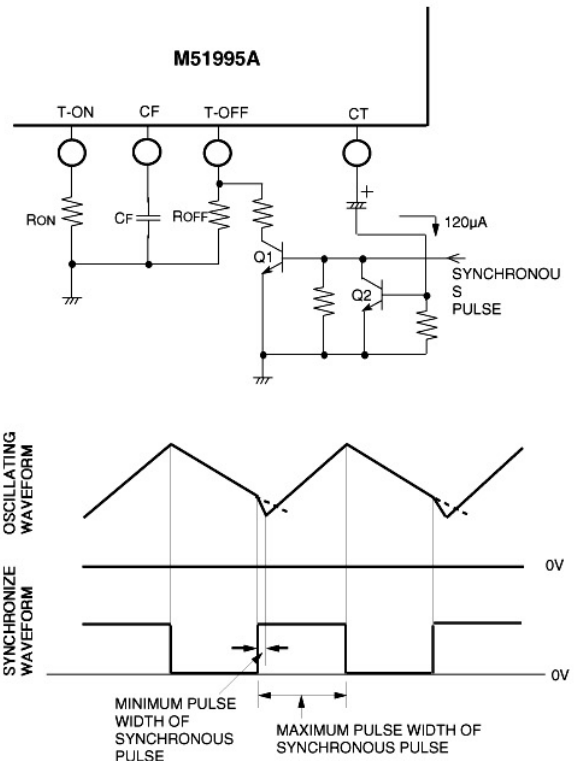 M51995A
T-ON CF T-OFF CT
RON
CF
ROFF
+
120µA
Q1
Q2
SYNCHRONOU
S
PULSE
OSCILLATING
WAVEFORM
0V
SYNCHRONIZE
WAVEFORM
0V
MINIMUM PULSE
WIDTH OF
SYNCHRONOUS
PULSE
MAXIMUM PULSE WIDTH OF
SYNCHRONOUS PULSE